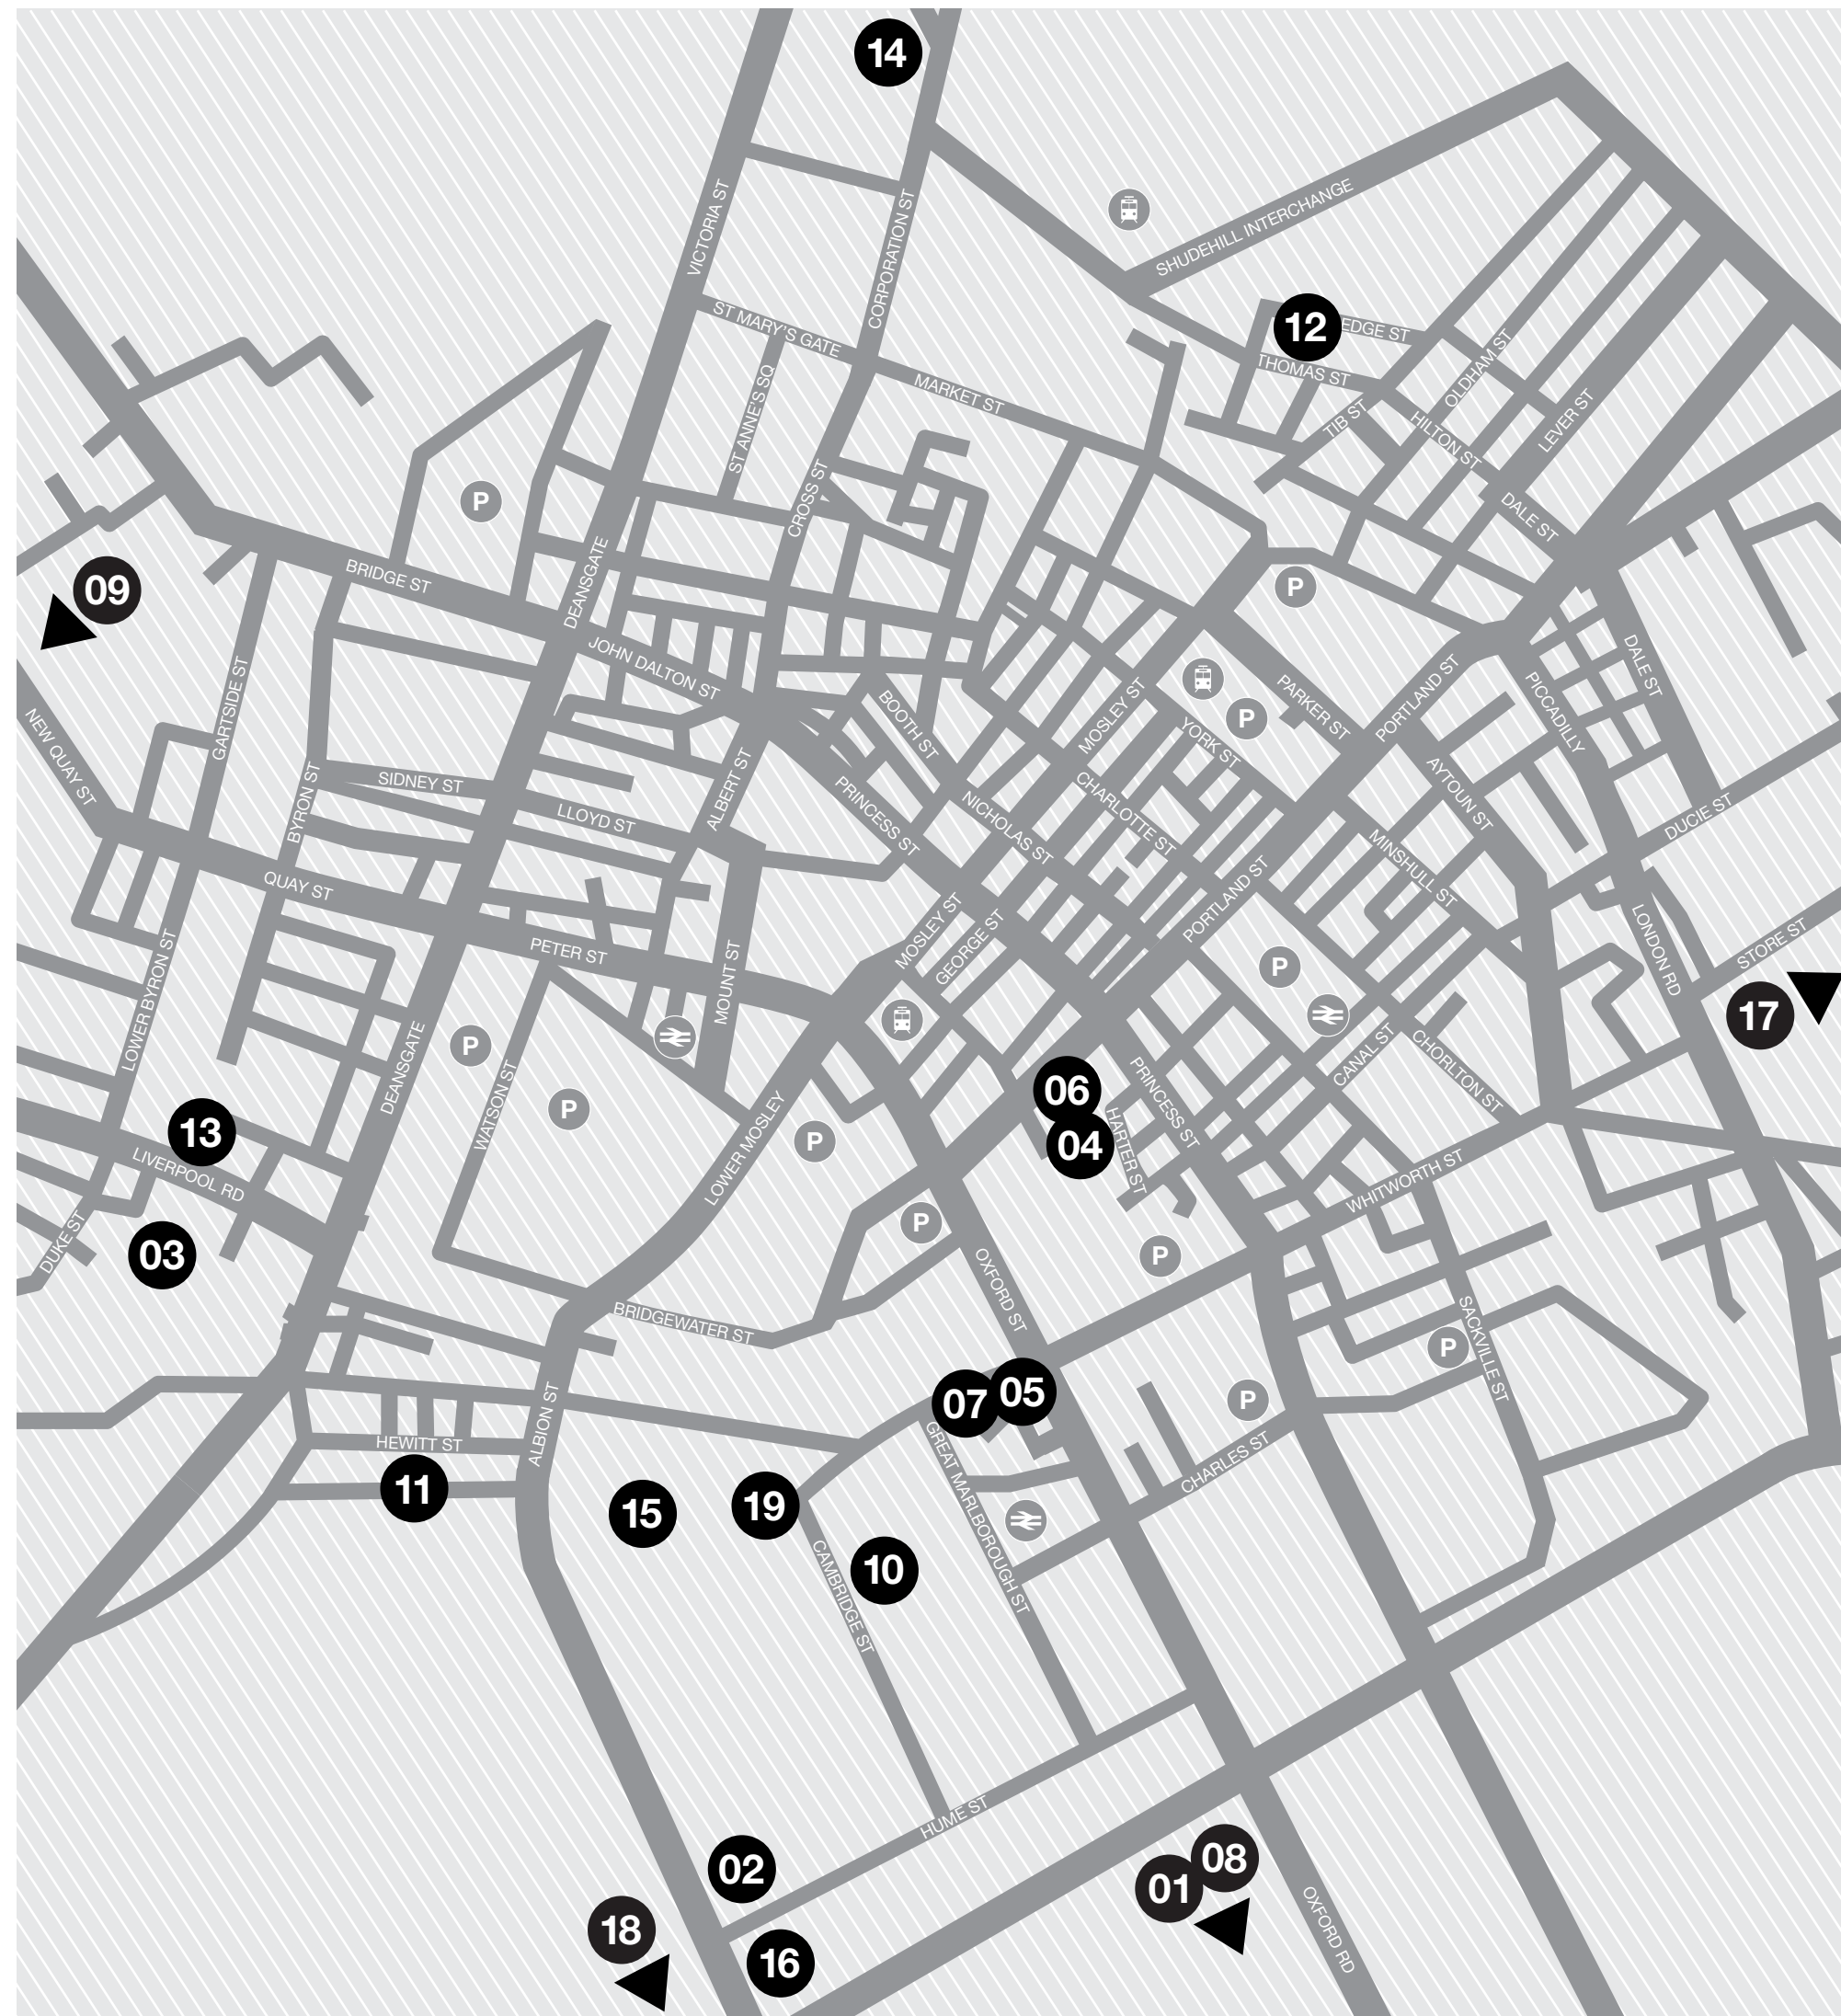 14
VICTORIA ST
CORPORATION ST
SHUDEHILL INTERCHANGE
ST MARY'S GATE
12
EDGE ST
THOMAS ST
OLDHAM ST
ST ANNE'S SQ
MARKET ST
TIB ST
HILTON ST
LEVER ST
P
CROSS ST
DALE ST
09
BRIDGE ST
DEANSGATE
P
JOHN DALTON ST
GARTSIDE ST
DALE ST
NEW QUAY ST
BOOTH ST
MOSLEY ST
P
PARKER ST
PORTLAND ST
PICCADILLY
YORK ST
SIDNEY ST
BYRON ST
LLOYD ST
ALBERT ST
PRINCESS ST
NICHOLAS ST
CHARLOTTE ST
AYTOUN ST
DUCIE ST
QUAY ST
MINSHULL ST
PETER ST
MOSLEY ST
GEORGE ST
PORTLAND ST
LONDON RD
STORE ST
LOWER BYRON ST
MOUNT ST
P
17
P
DEANSGATE
WATSON ST
P
LOWER MOSLEY
P
06
04
HARTER ST
PRINCESS ST
CANAL ST
CHORLTON ST
13
LIVERPOOL RD
WHITWORTH ST
DUKE ST
03
P
OXFORD ST
P
BRIDGEWATER ST
SACKVILLE ST
P
07
05
P
ALBION ST
HEWITT ST
11
GREAT MARLBOROUGH ST
CHARLES ST
15
19
CAMBRIDGE ST
10
HUME ST
02
08
01
18
16
OXFORD RD